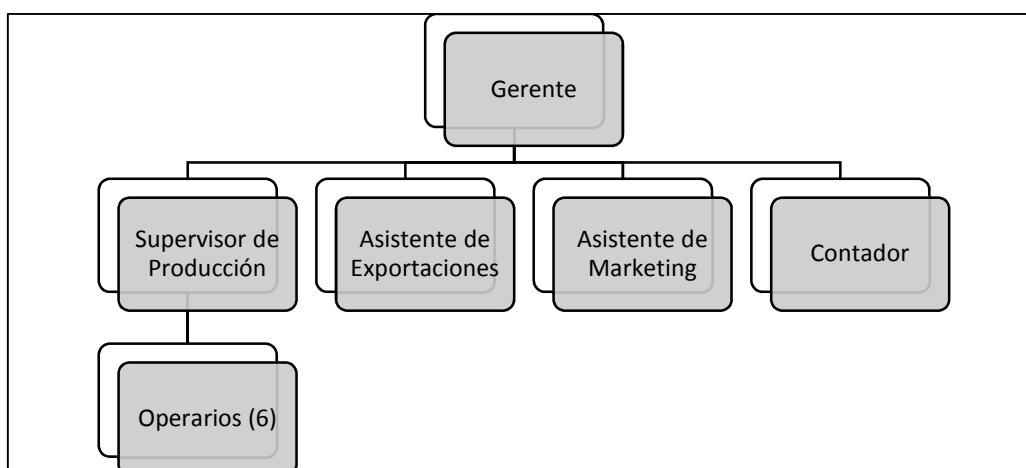 Gerente
Supervisor de
Producción
Asistente de
Exportaciones
Asistente de
Marketing
Contador
Operarios (6)